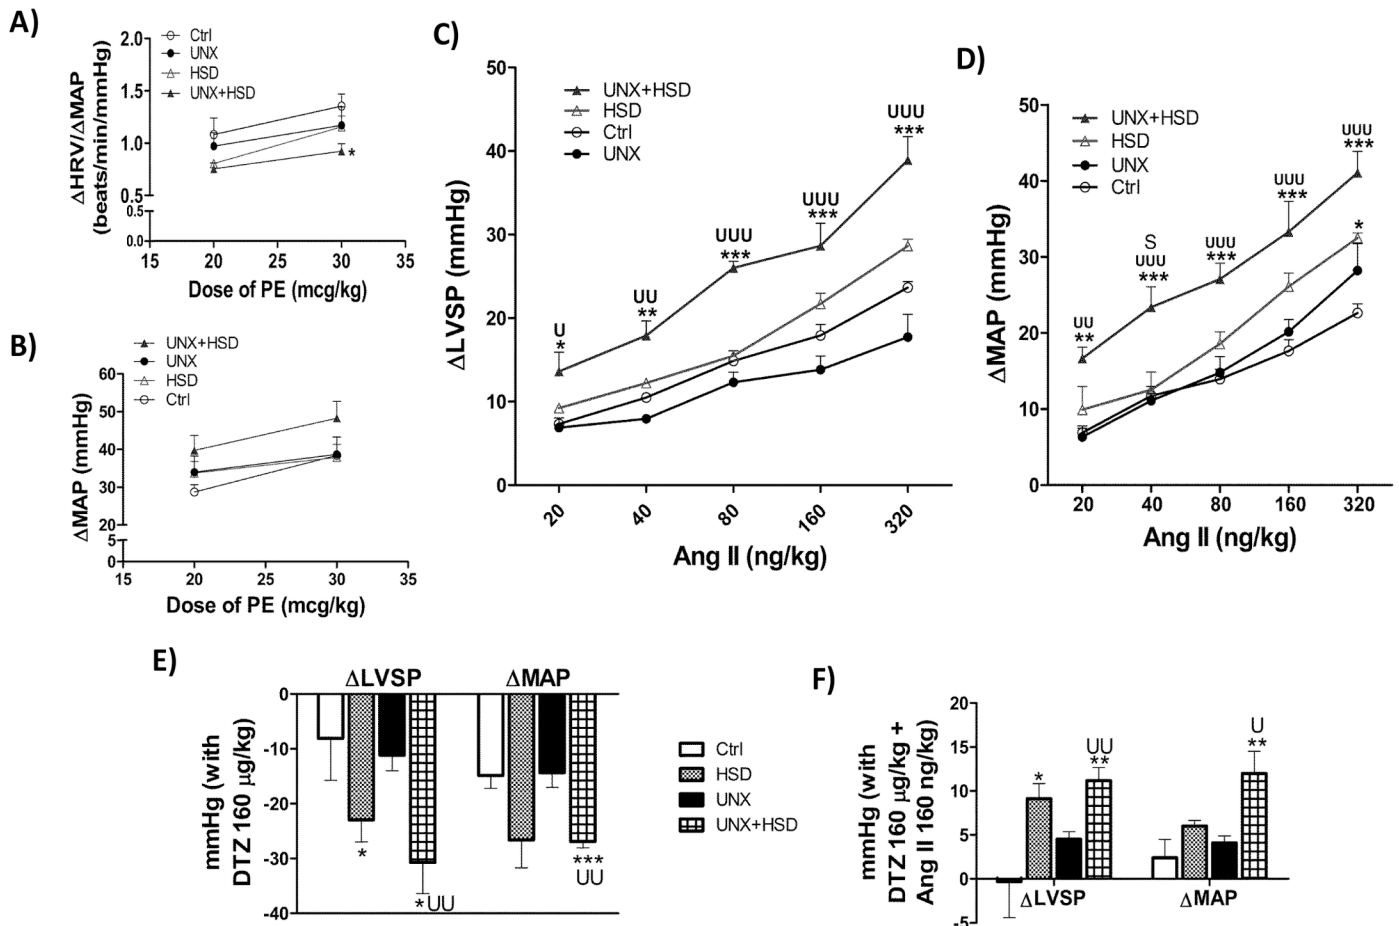 A)
ΔHRV/ΔMAP
(beats/min/mmHg)
2.0
1.5
1.0
0.5
0.5
0.0
Ctrl
UNX
HSD
UNX+HSD
*
15 20 25 30 35
Dose of PE (mcg/kg)
B)
ΔMAP (mmHg)
60
50
40
30
20
5
0
UNX+HSD
UNX
HSD
Ctrl
15 20 25 30 35
Dose of PE (mcg/kg)
C)
ΔLVSP (mmHg)
50
40
30
20
10
0
UNX+HSD
HSD
Ctrl
UNX
U
*
UU
**
UUU
***
UUU
***
UUU
***
20 40 80 160 320
Ang II (ng/kg)
D)
ΔMAP (mmHg)
50
40
30
20
10
0
UNX+HSD
HSD
UNX
Ctrl
UU
**
S
UUU
***
UUU
***
UUU
***
UUU
***
*
20 40 80 160 320
Ang II (ng/kg)
E)
mmHg (with
DTZ 160 µg/kg)
ΔLVSP ΔMAP
0
-10
-20
-30
-40
*
*UU
***
UU
Ctrl
HSD
UNX
UNX+HSD
F)
mmHg (with
DTZ 160 µg/kg +
Ang II 160 ng/kg)
20
15
10
5
0
-5
*
UU
**
U
**
ΔLVSP ΔMAP